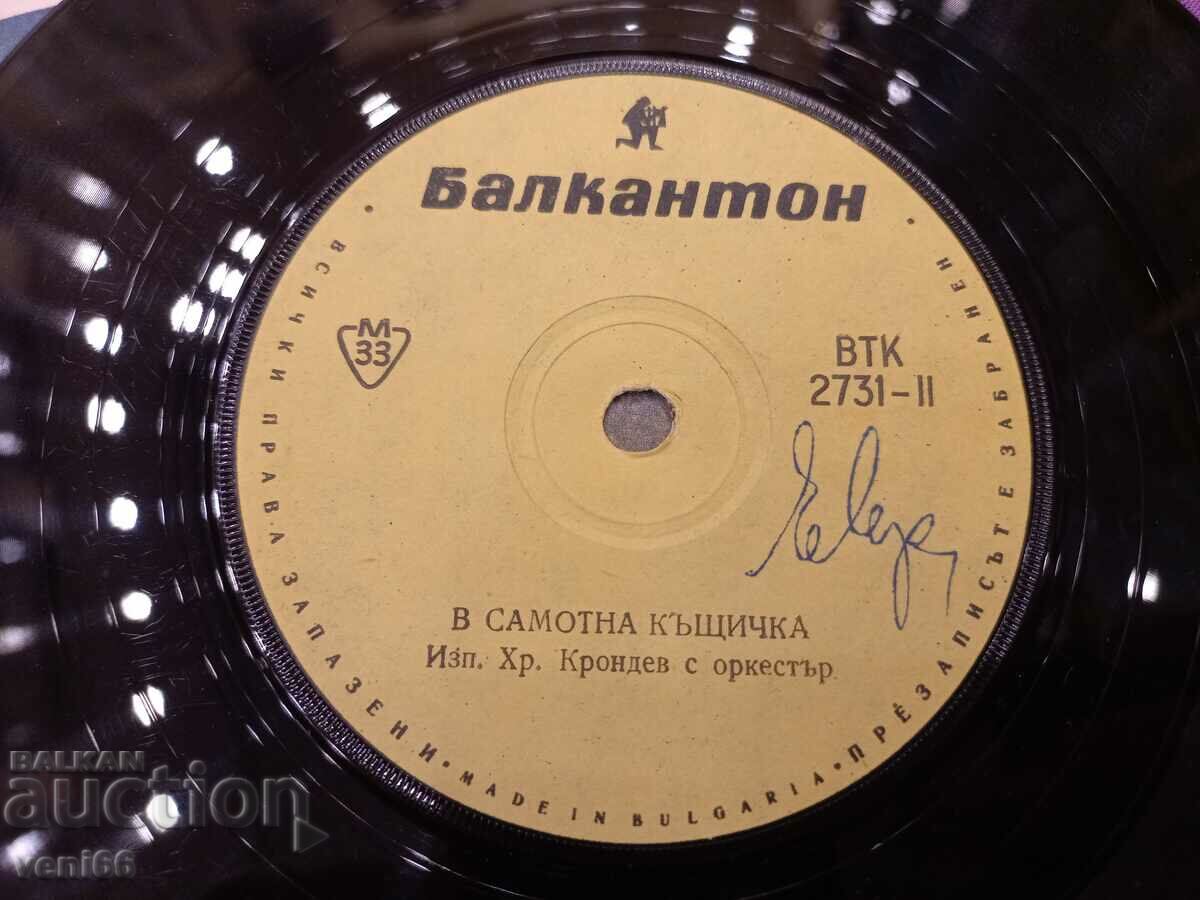 Балкантон
М
33
ВТК
2731-II
В САМОТНА КЪЩИЧКА
Изп. Хр. Крондев с оркестър
ВСИЧКИ ПРАВА ЗАПАЗЕНИ • MADE IN BULGARIA • ПРЕЗАПИСЪТ Е ЗАБРАНЕН
BALKAN
auction
veni66